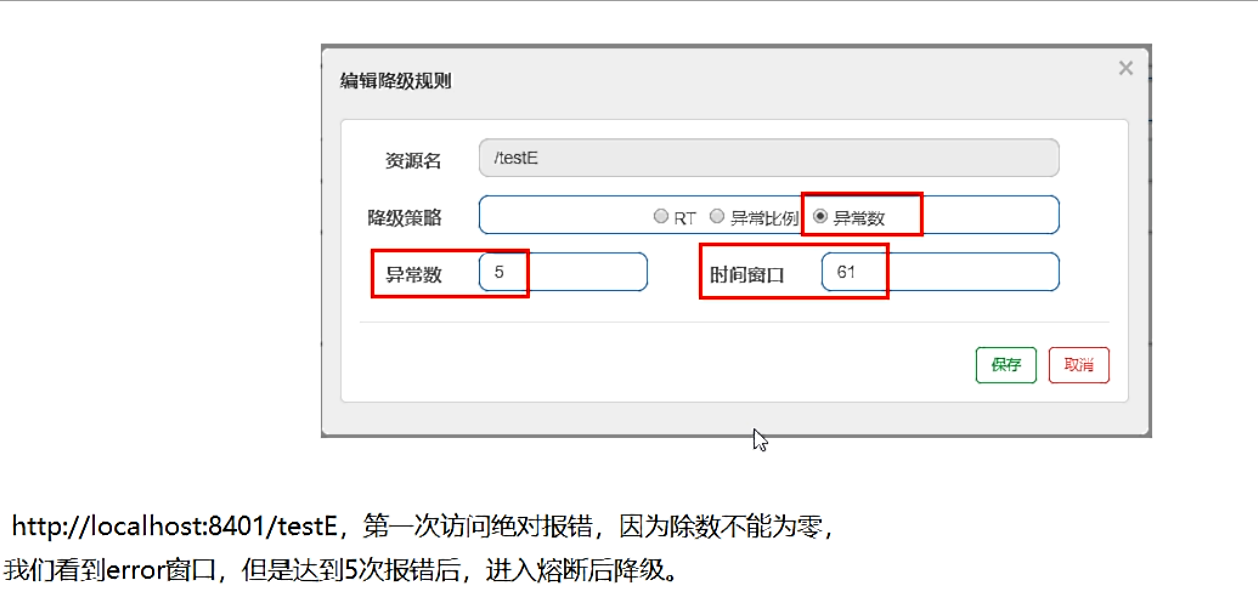 编辑降级规则 ×
资源名 /testE
降级策略 RT 异常比例 异常数
异常数 5 时间窗口 61
保存 取消
http://localhost:8401/testE，第一次访问绝对报错，因为除数不能为零，
我们看到error窗口，但是达到5次报错后，进入熔断后降级。